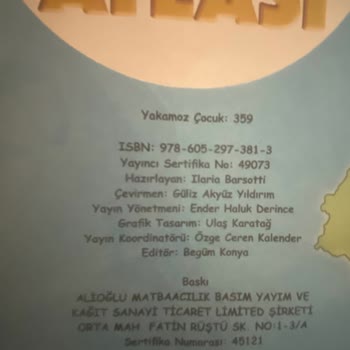 ATLASI
Yakamoz Çocuk: 359
ISBN: 978-605-297-381-3
Yayıncı Sertifika No: 49073
Hazırlayan: Ilaria Barsotti
Çevirmen: Güliz Akyüz Yıldırım
Yayın Yönetmeni: Ender Haluk Derince
Grafik Tasarım: Ulaş Karatağ
Yayın Koordinatörü: Özge Ceren Kalender
Editör: Begüm Konya
Baskı
ALİOĞLU MATBAACILIK BASIM YAYIM VE
KAĞIT SANAYİ TİCARET LİMİTED ŞİRKETİ
ORTA MAH. FATİN RÜŞTÜ SK. NO:1-3/A
Sertifika Numarası: 45121